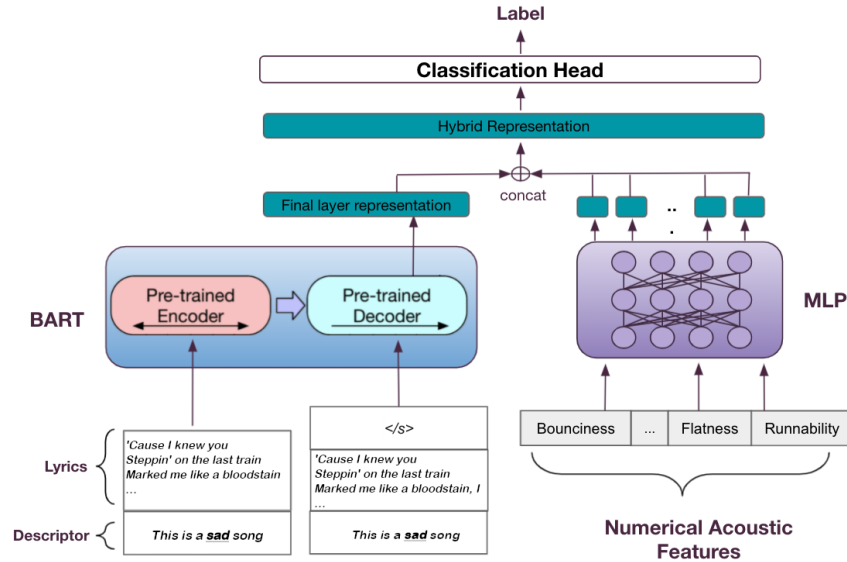 Label
Classification Head
Hybrid Representation
concat
Final layer representation
..
.
BART
Pre-trained
Encoder
Pre-trained
Decoder
MLP
Lyrics
'Cause I knew you
Steppin' on the last train
Marked me like a bloodstain
...
Descriptor
This is a sad song
</s>
'Cause I knew you
Steppin' on the last train
Marked me like a bloodstain, I
...
This is a sad song
Bounciness ... Flatness Runnability
Numerical Acoustic
Features